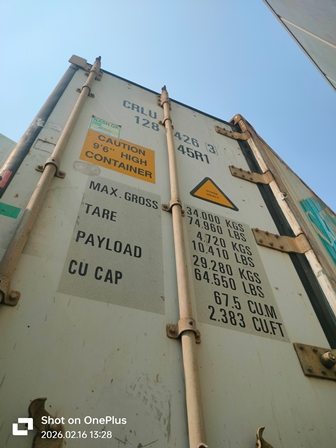 CRLU
128 426 3
45R1
CAUTION
9'6" HIGH
CONTAINER
MAX. GROSS 34.000 KGS
74.960 LBS
TARE 4.720 KGS
10.410 LBS
PAYLOAD 29.280 KGS
64.550 LBS
CU CAP 67.5 CU.M
2.383 CU.FT
Shot on OnePlus
2026.02.16 13:28